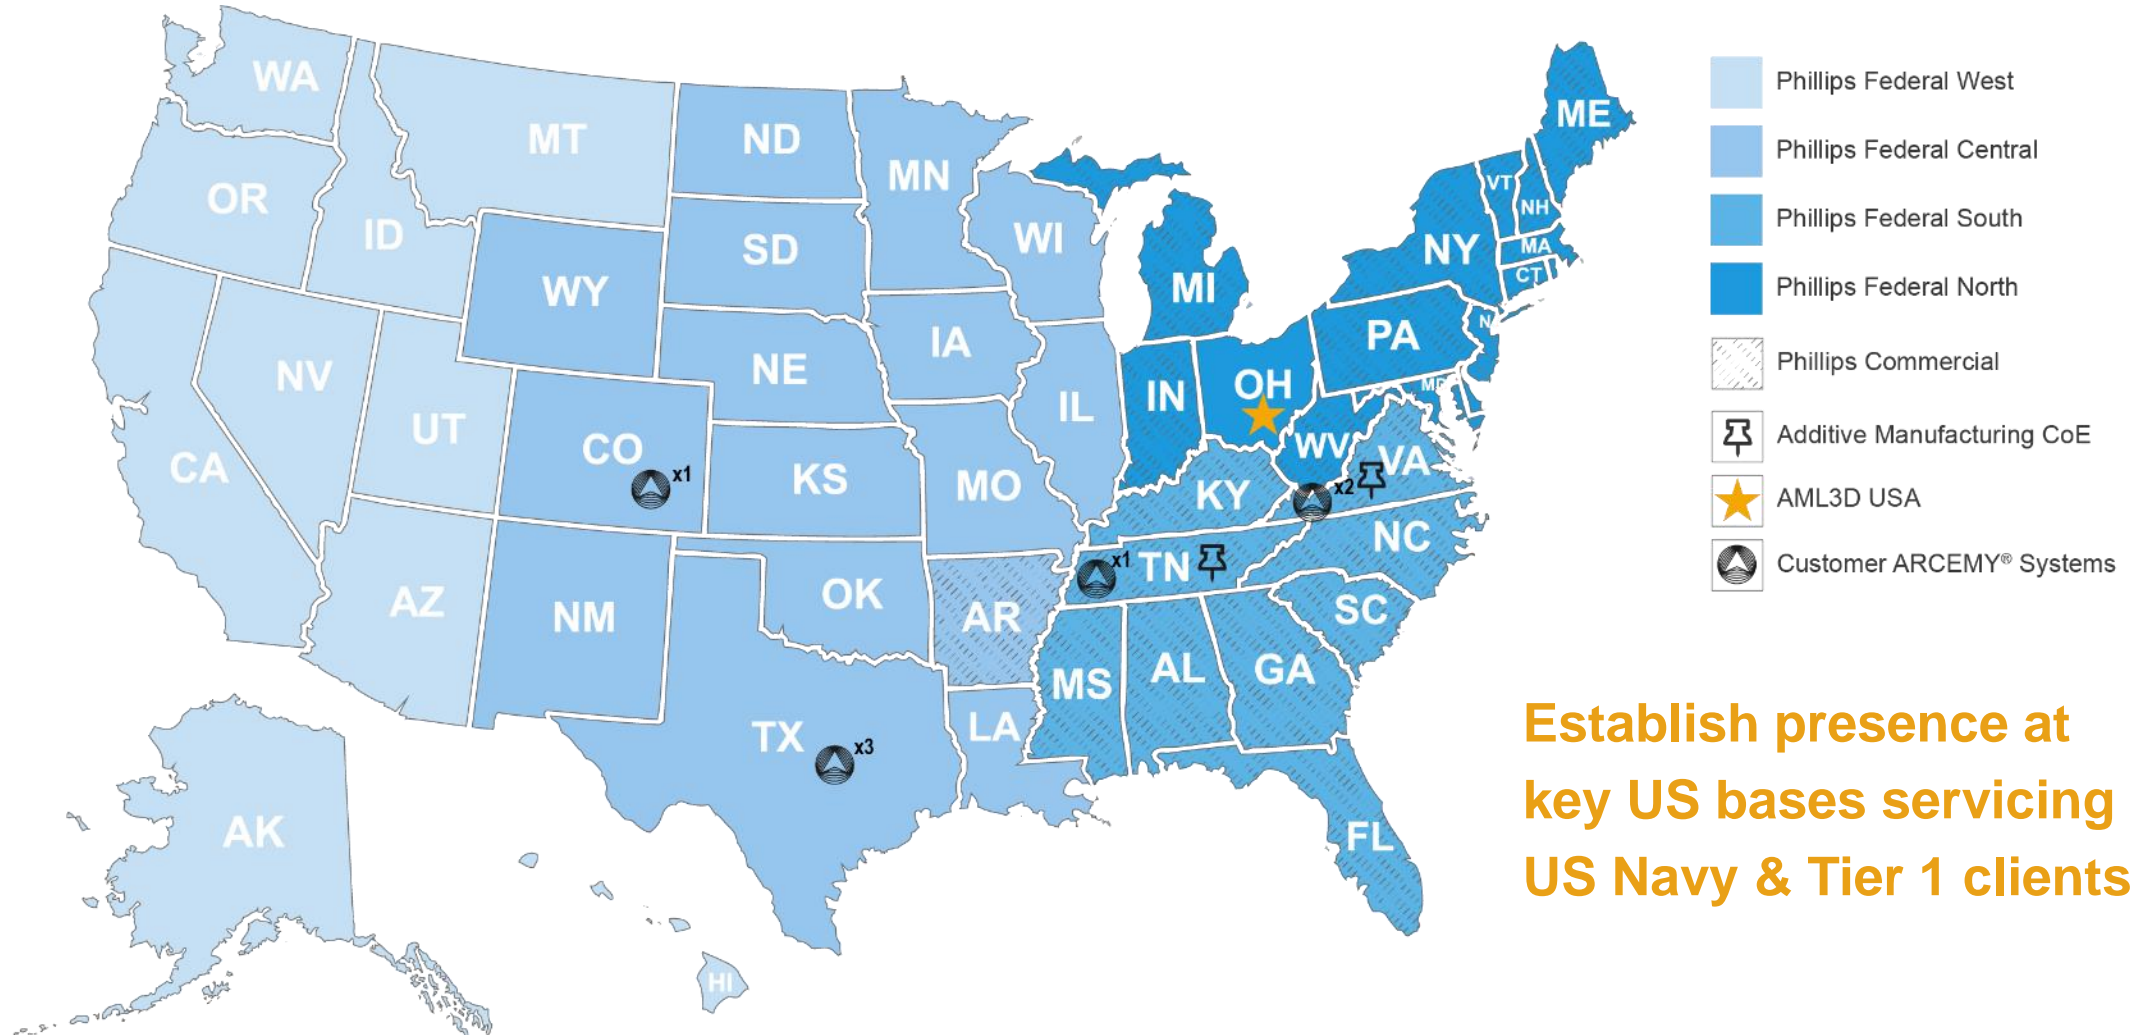 WA
MT
ND
MN
ME
OR
ID
SD
WI
VT
NH
NY
MA
CT
WY
MI
IA
PA
N
NV
NE
IN
OH
MD
UT
IL
CO
x1
CA
KS
MO
WV
VA
x2
KY
NC
x1
TN
AZ
NM
OK
AR
SC
MS
AL
GA
TX
x3
LA
FL
AK
HI
Phillips Federal West
Phillips Federal Central
Phillips Federal South
Phillips Federal North
Phillips Commercial
Additive Manufacturing CoE
AML3D USA
Customer ARCEMY® Systems
Establish presence at
key US bases servicing
US Navy & Tier 1 clients